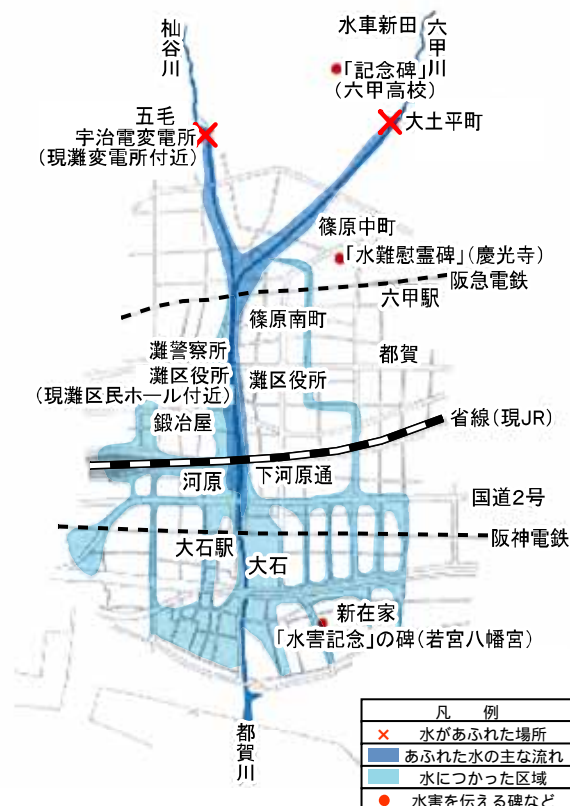 杣谷川
水車新田
六甲川
「記念碑」
(六甲高校)
五毛
宇治電変電所
(現灘変電所付近)
大土平町
篠原中町
「水難慰霊碑」(慶光寺)
阪急電鉄
六甲駅
篠原南町
灘警察所
灘区役所
(現灘区民ホール付近)
灘区役所
都賀
鍛冶屋
省線(現JR)
河原
下河原通
国道2号
阪神電鉄
大石駅
大石
新在家
「水害記念」の碑(若宮八幡宮)
都賀川
凡 例
水があふれた場所
あふれた水の主な流れ
水につかった区域
水害を伝える碑など